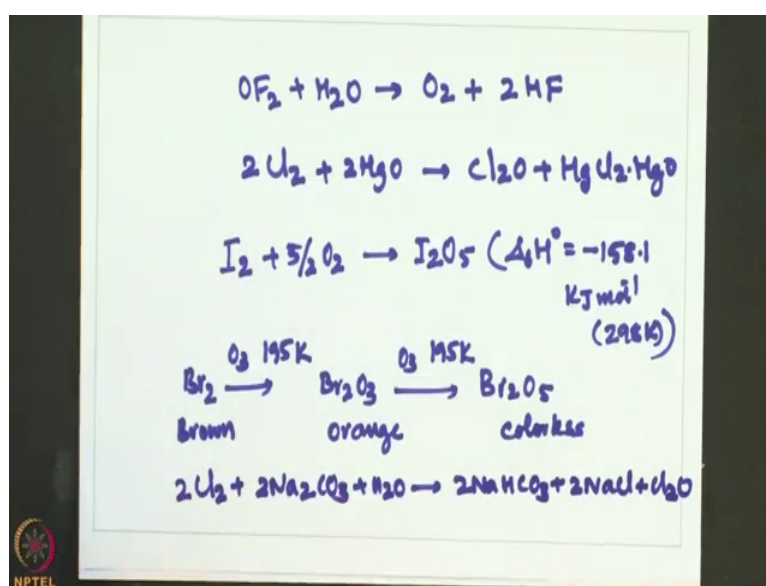 OF₂ + H₂O → O₂ + 2HF
2Cl₂ + 2HgO → Cl₂O + HgCl₂·HgO
I₂ + 5/2 O₂ → I₂O₅ (ΔfH° = -158.1
kJ mol⁻¹
(298K))
O₃ 195K O₃ 195K
Br₂ → Br₂O₃ → Br₂O₅
Brown orange colorless
2Cl₂ + 2Na₂CO₃ + H₂O → 2NaHCO₃ + 2NaCl + Cl₂O
NPTEL